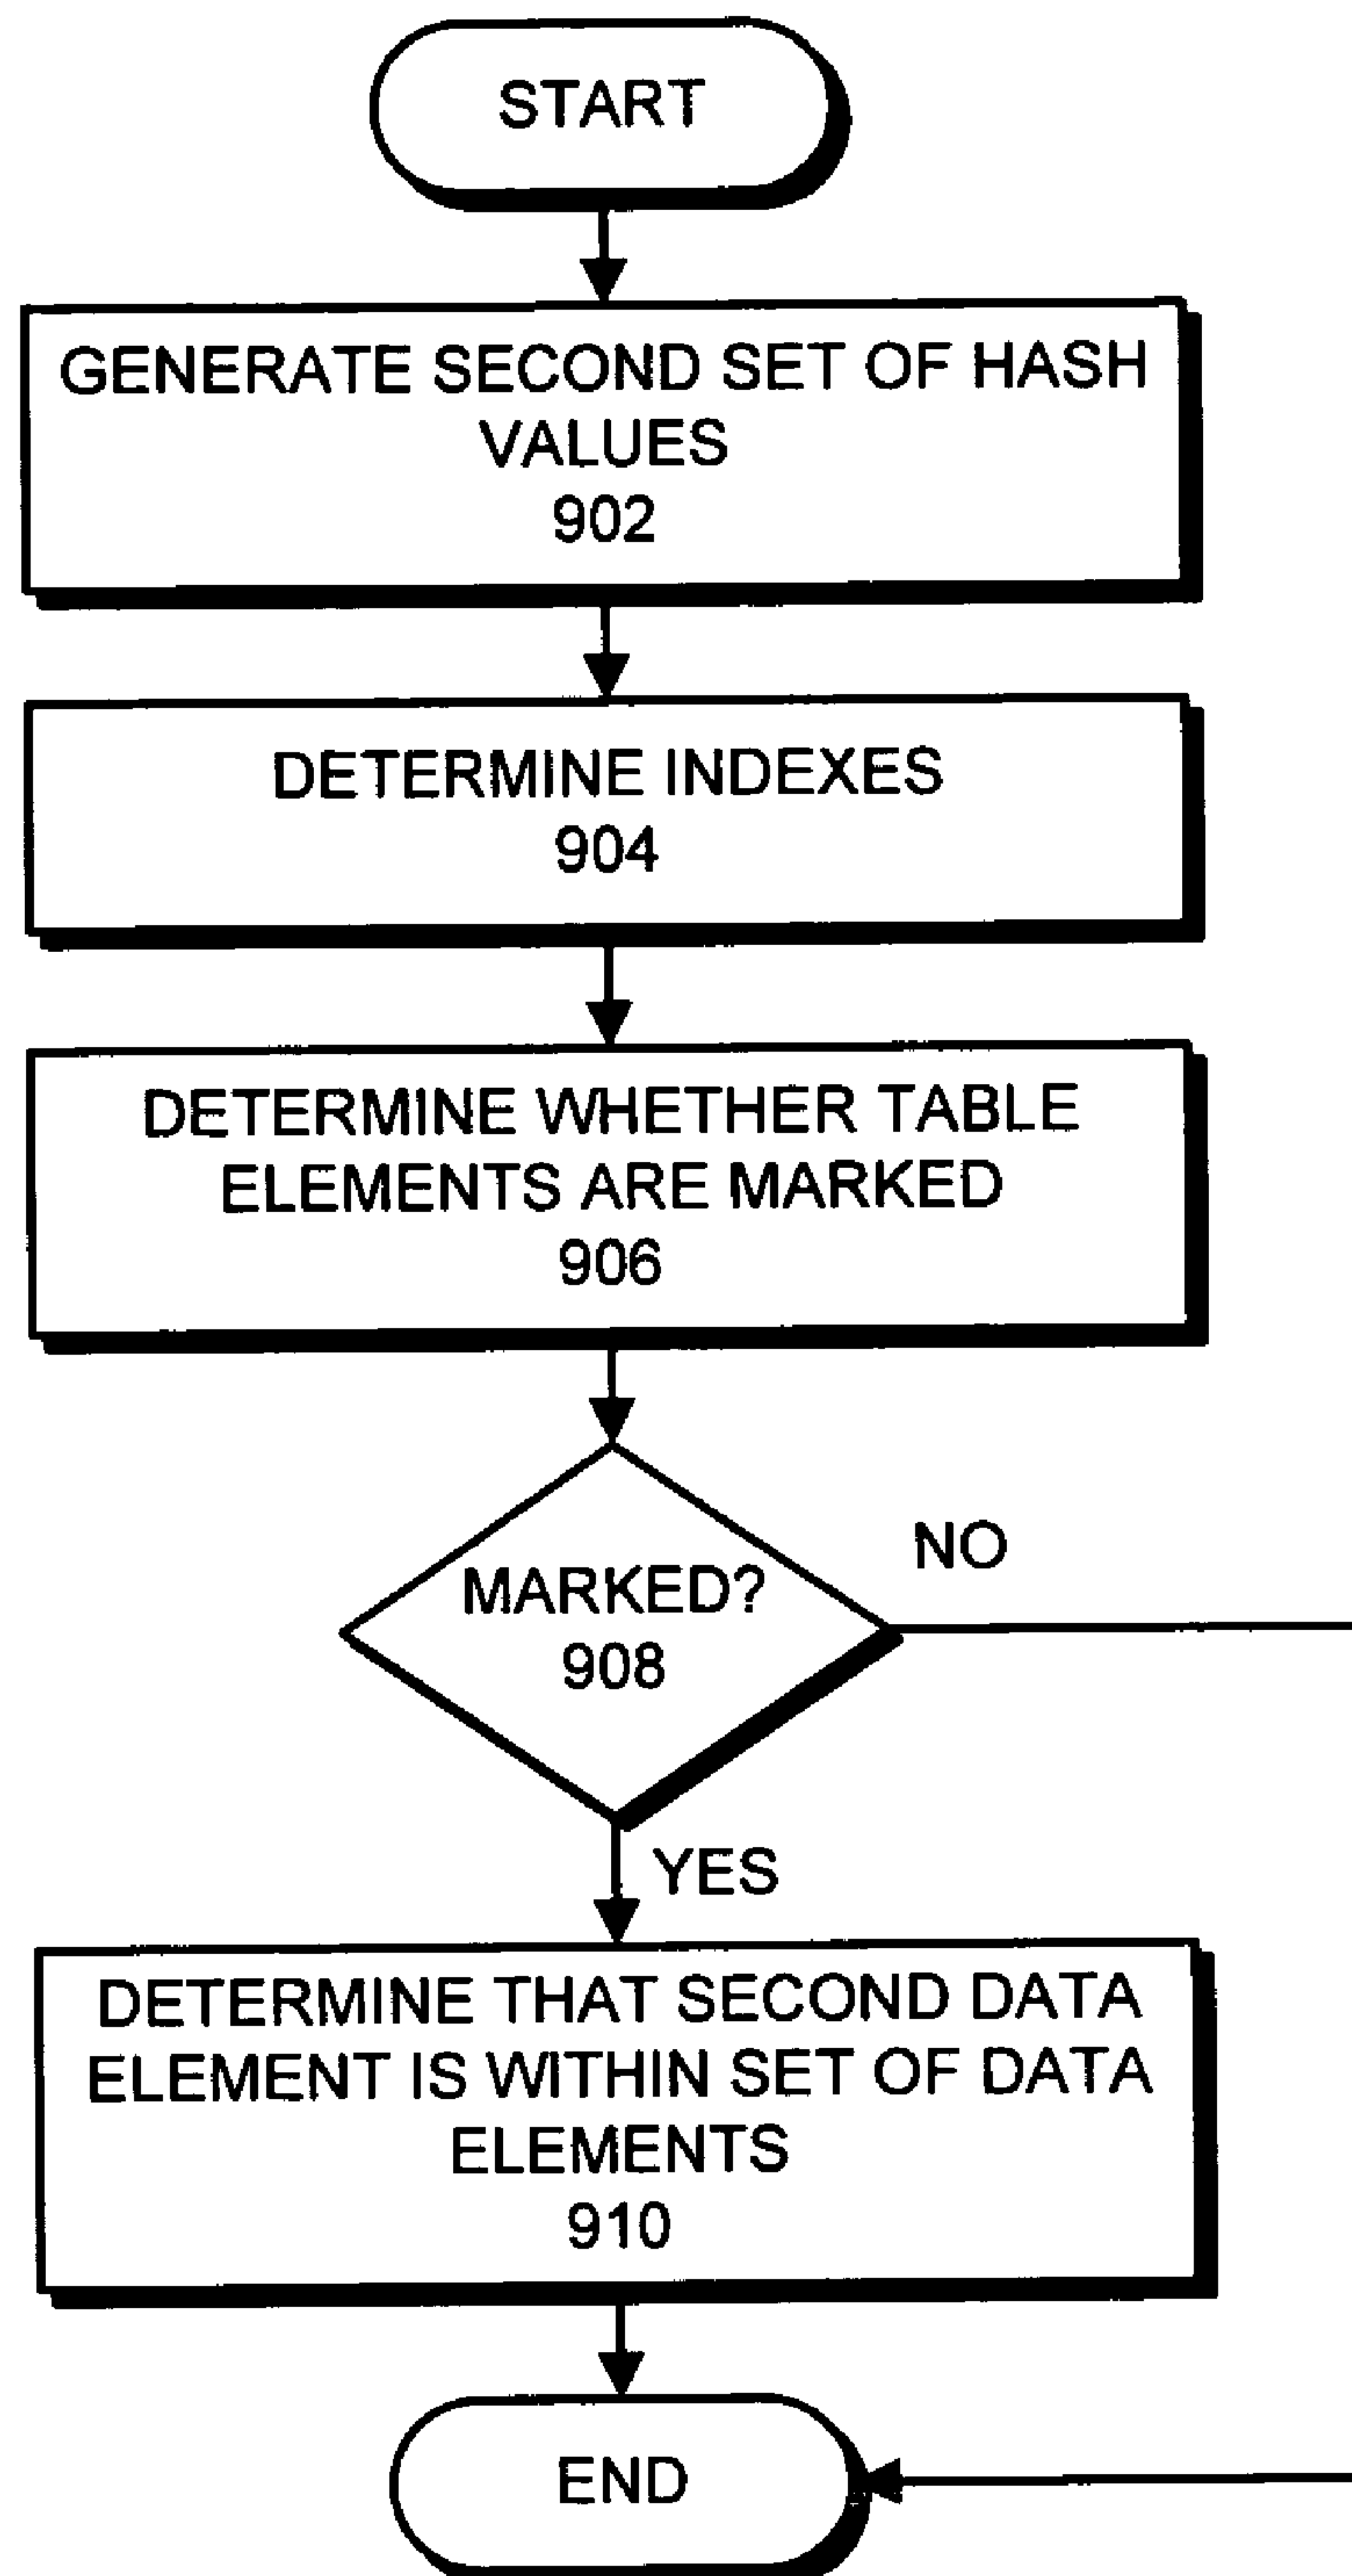 START
GENERATE SECOND SET OF HASH
VALUES
902
DETERMINE INDEXES
904
DETERMINE WHETHER TABLE
ELEMENTS ARE MARKED
906
MARKED?
908
NO
YES
DETERMINE THAT SECOND DATA
ELEMENT IS WITHIN SET OF DATA
ELEMENTS
910
END